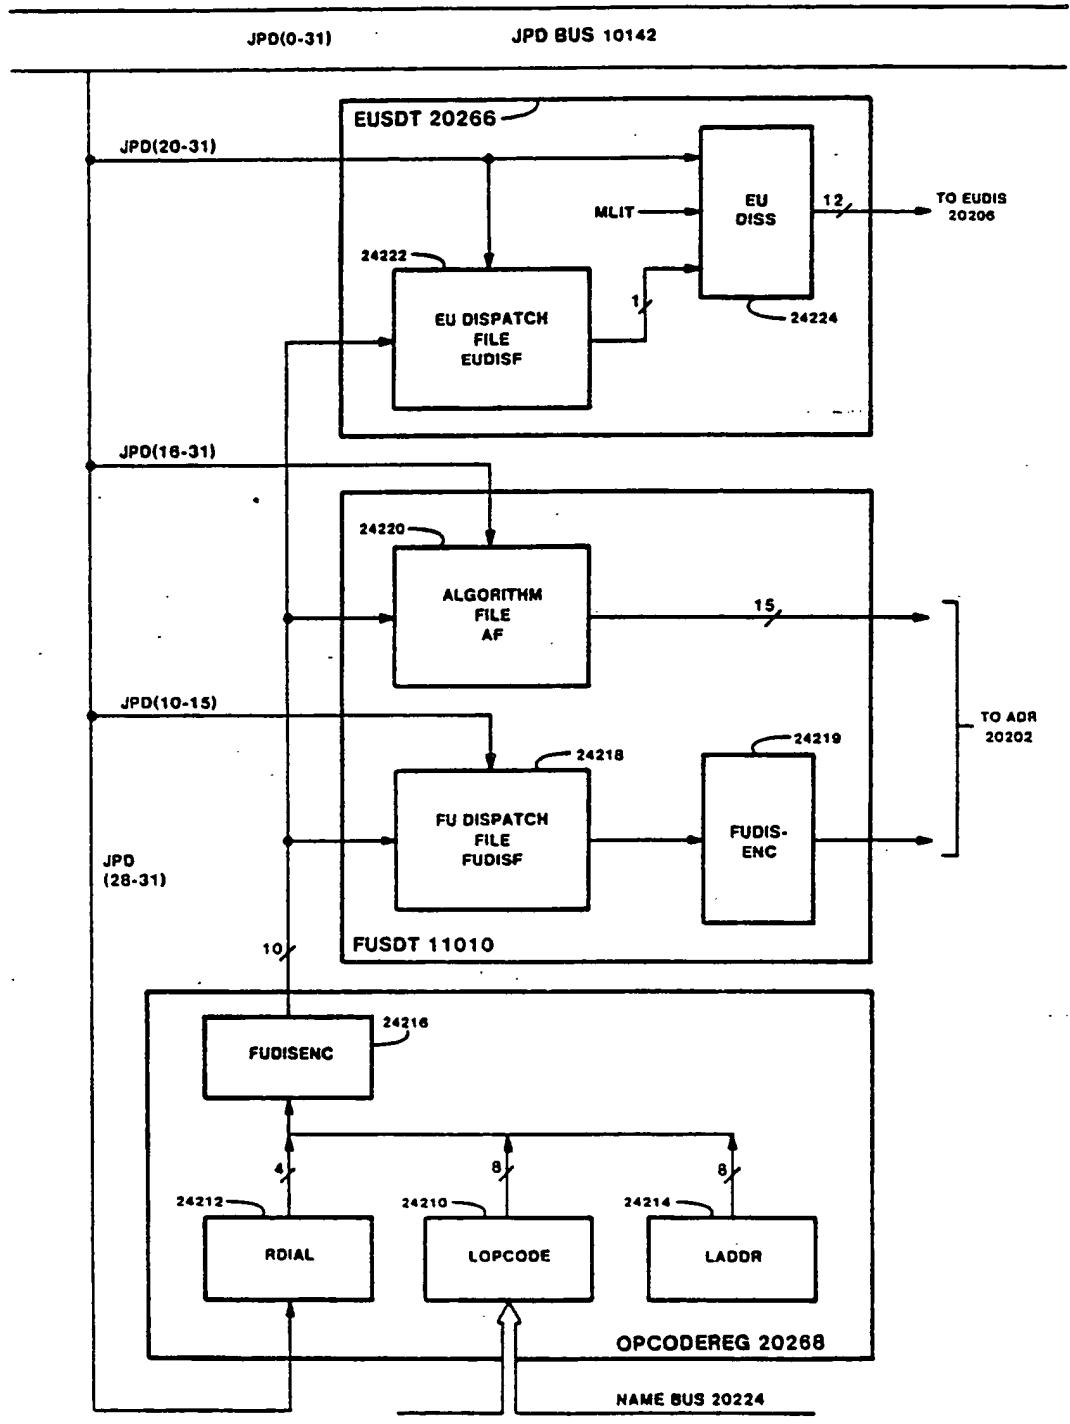 JPD(0-31)
JPD BUS 10142
EUSDT 20266
JPD(20-31)
EU
DISS
12
TO EUDIS
20206
MLIT
24222
1
24224
EU DISPATCH
FILE
EUDISF
JPD(16-31)
24220
ALGORITHM
FILE
AF
15
JPD(10-15)
TO ADR
20202
24218
24219
FU DISPATCH
FILE
FUDISF
FUDIS-
ENC
JPD
(28-31)
FUSDT 11010
10
24216
FUDISENC
4
8
8
24212
24210
24214
RDIAL
LOPCODE
LADDR
OPCODEREG 20268
NAME BUS 20224